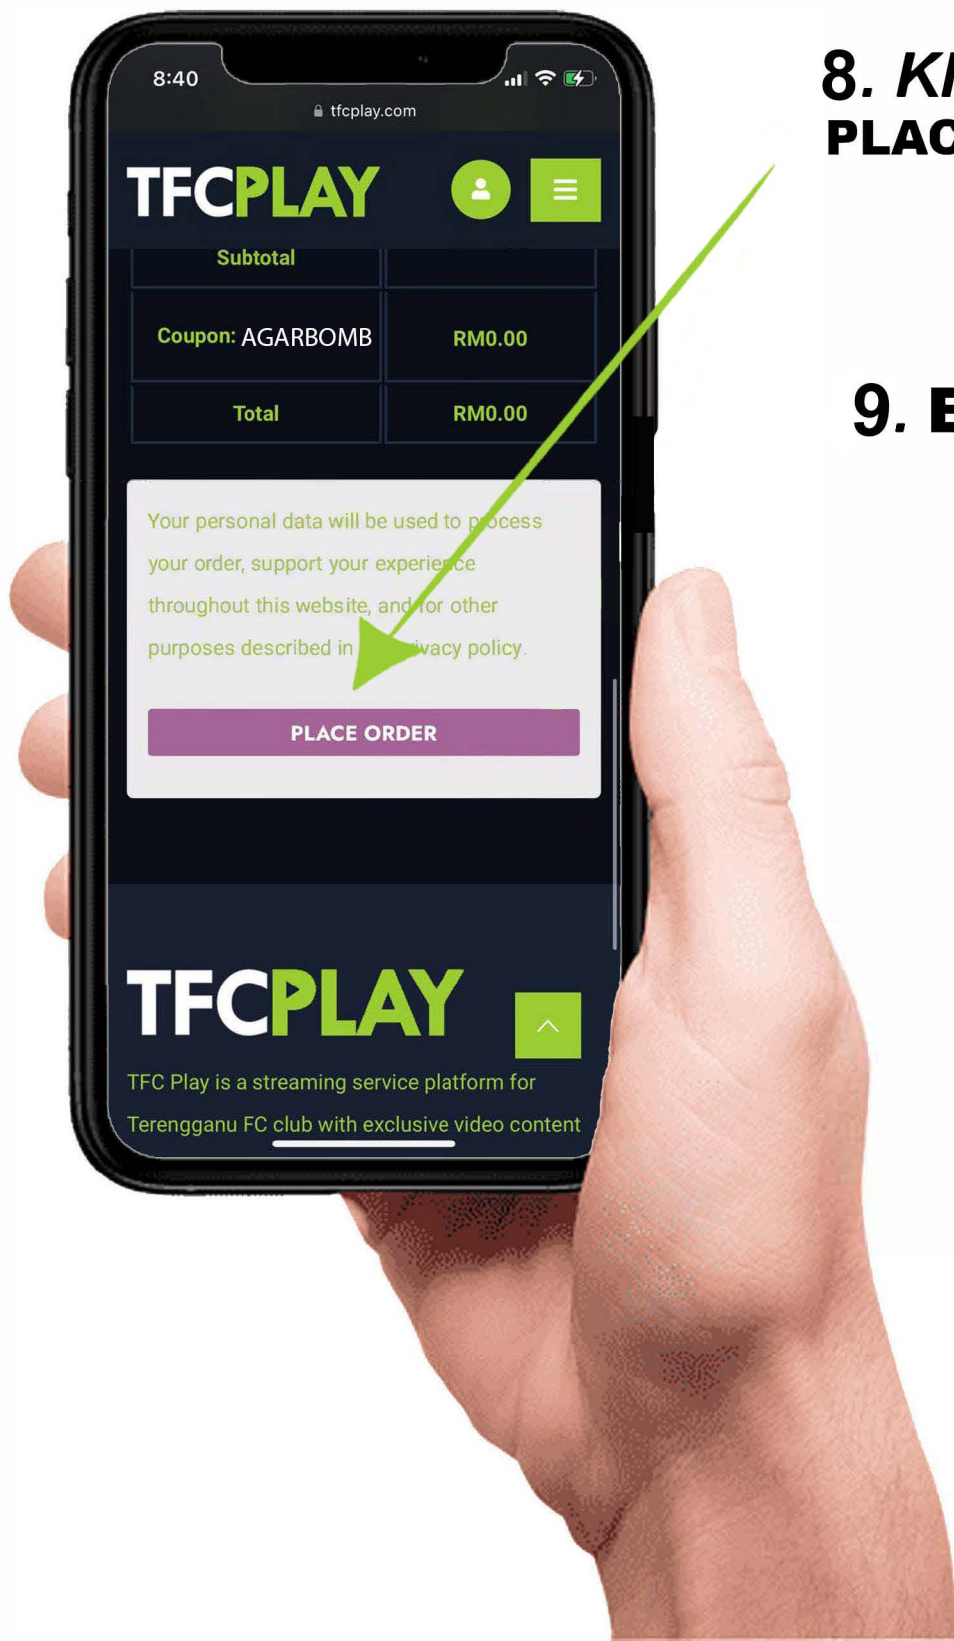 8:40
tfcplay.com
TFCPLAY
Subtotal
Coupon: AGARBOMB RM0.00
Total RM0.00
Your personal data will be used to process
your order, support your experience
throughout this website, and for other
purposes described in privacy policy.
PLACE ORDER
TFCPLAY
TFC Play is a streaming service platform for
Terengganu FC club with exclusive video content
8.
PLAC
9.